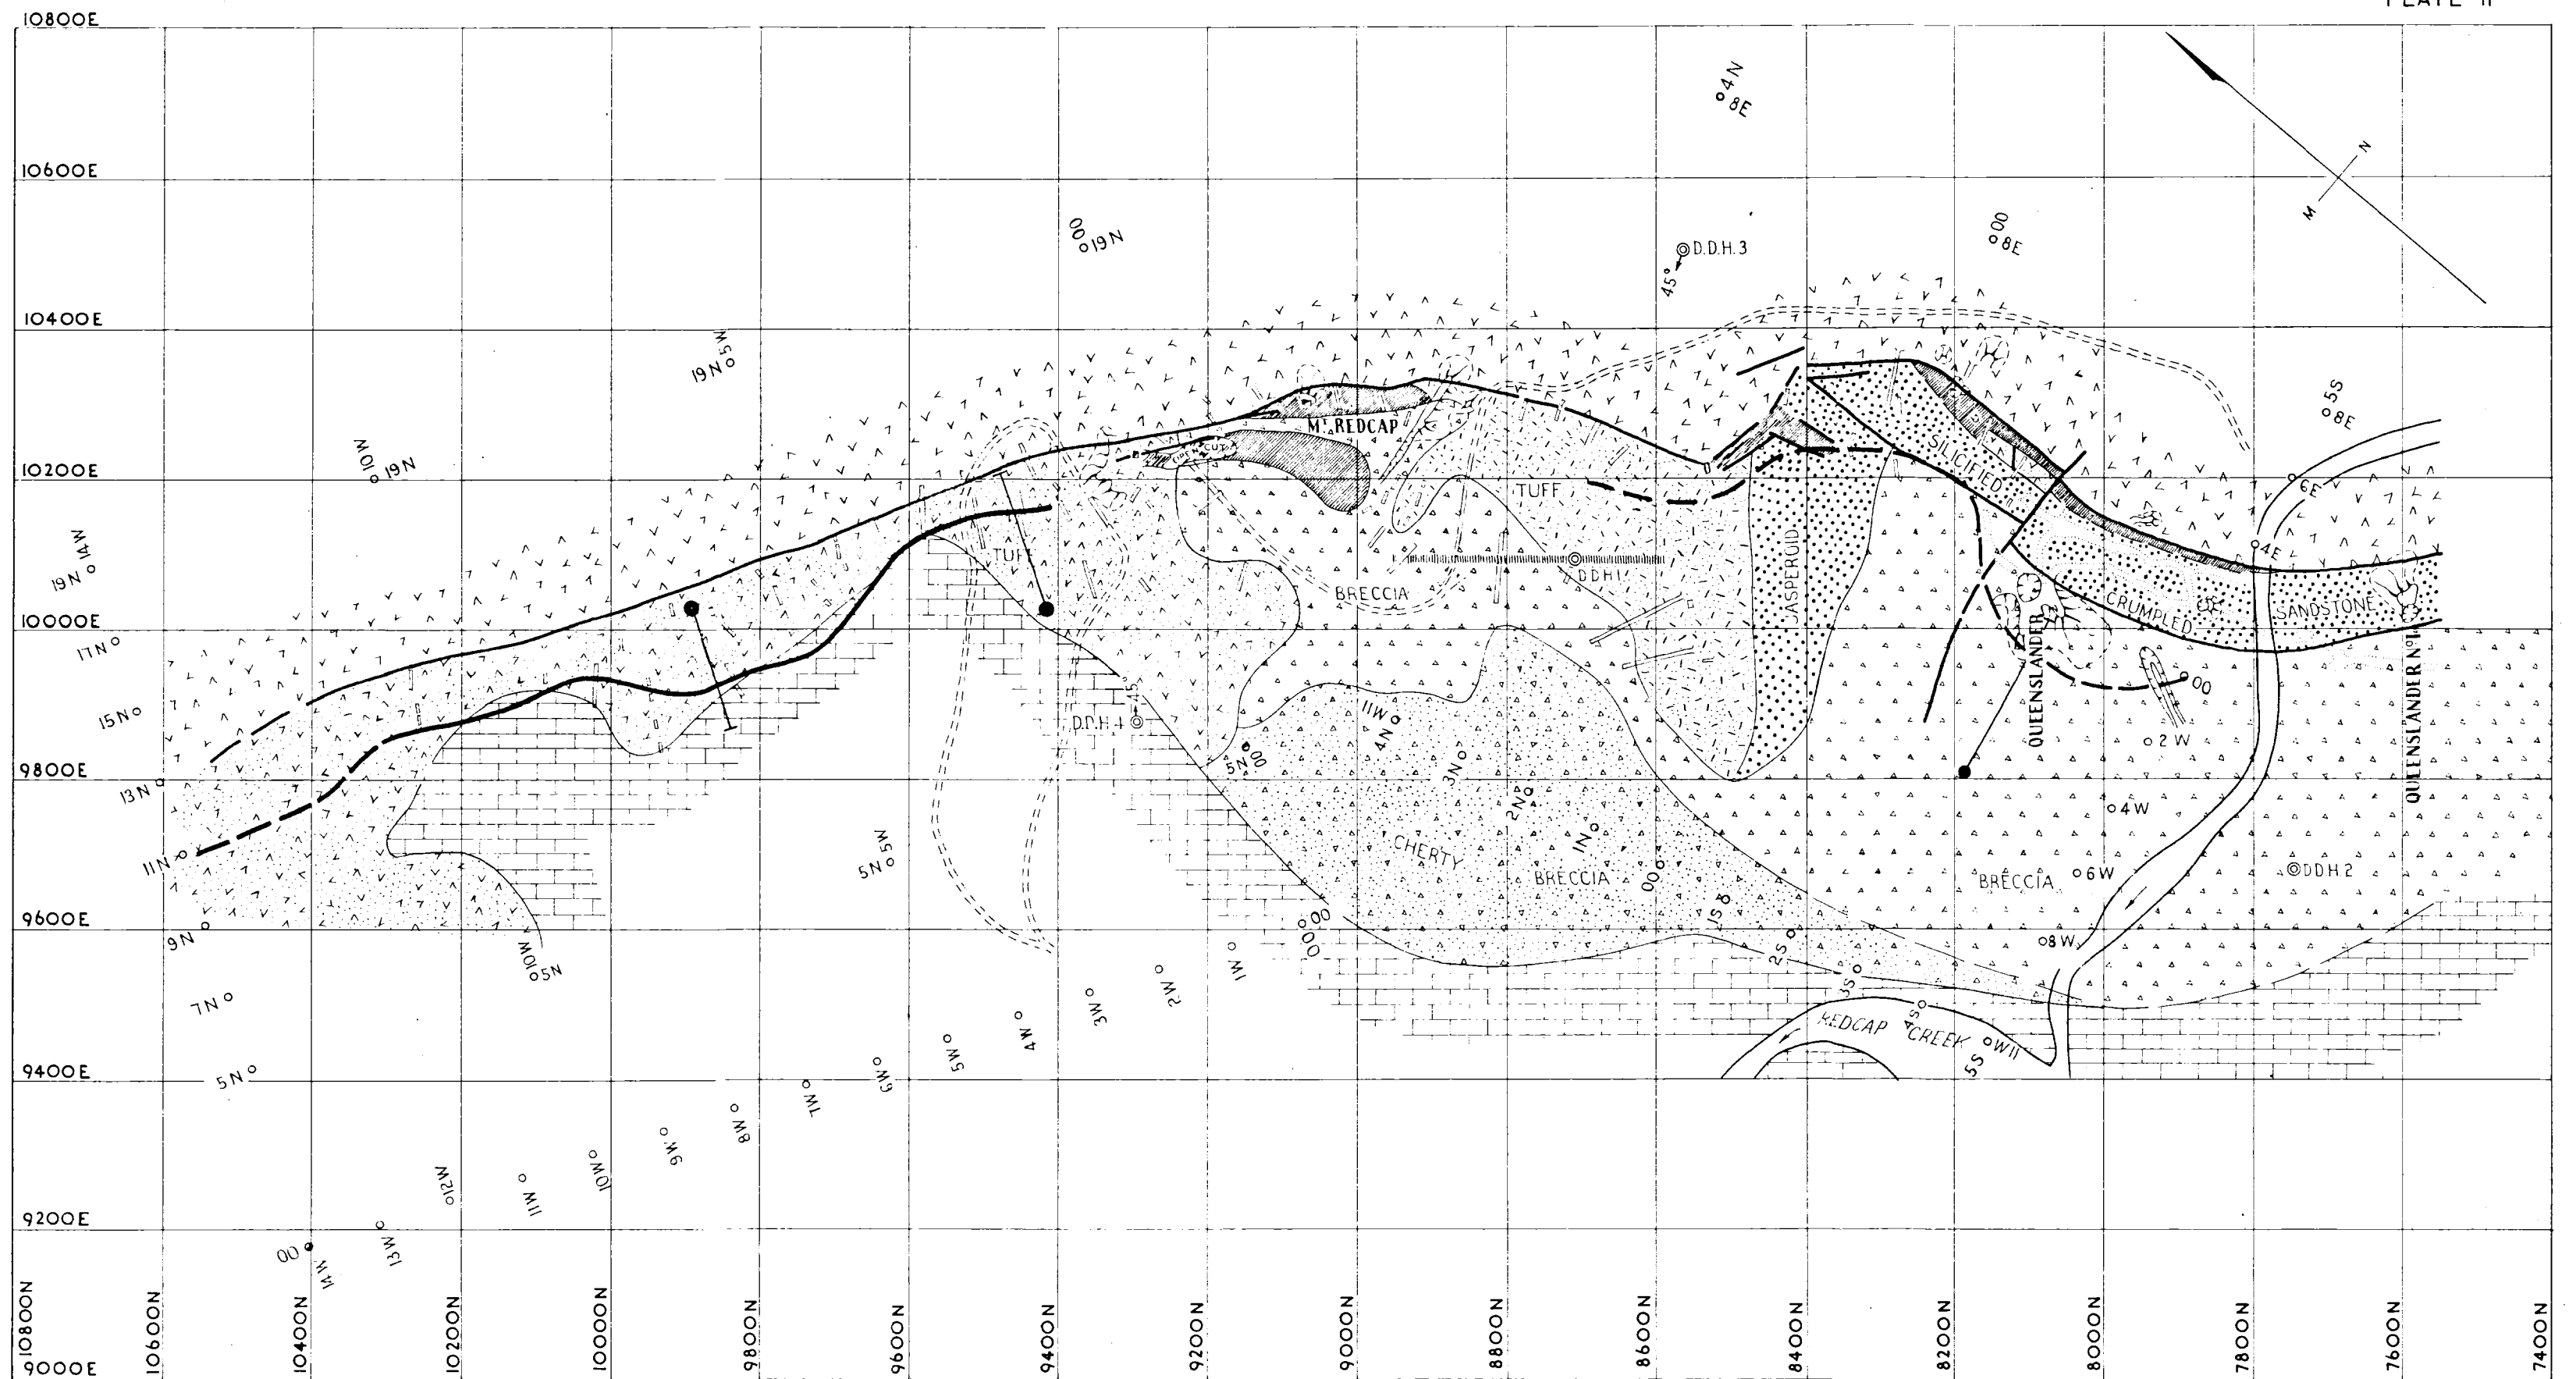 PLATE II
10800E
10600E
10400E
10200E
10000E
9800E
9600E
9400E
9200E
9000E
4N
8E
N
M
00
19N
D.D.H.3
45°
00
8E
19N
5W
5S
8E
10W
19N
Mᵀ REDCAP
OPEN CUT
SILICIFIED
TUFF
6E
19N
14W
TUFF
4E
D.D.H.1
JASPEROID
BRECCIA
CRUMPLED
SANDSTONE
17N
QUEENSLANDER
QUEENSLANDER Nº 1
15N
00
D.D.H.4
11W
4N
2W
5N
00
3N
13N
2N
4W
1N
11N
5N
5W
CHERTY
BRECCIA
00
BRECCIA
6W
D.D.H.2
1S
9N
00
00
8W
2S
10W
5N
1W
2W
3S
7N
3W
4W
REDCAP
CREEK
4S
W11
5S
5W
5N
6W
7W
8W
9W
10W
11W
12W
13W
00
14W
10800N
10600N
10400N
10200N
10000N
9800N
9600N
9400N
9200N
9000N
8800N
8600N
8400N
8200N
8000N
7800N
7600N
7400N